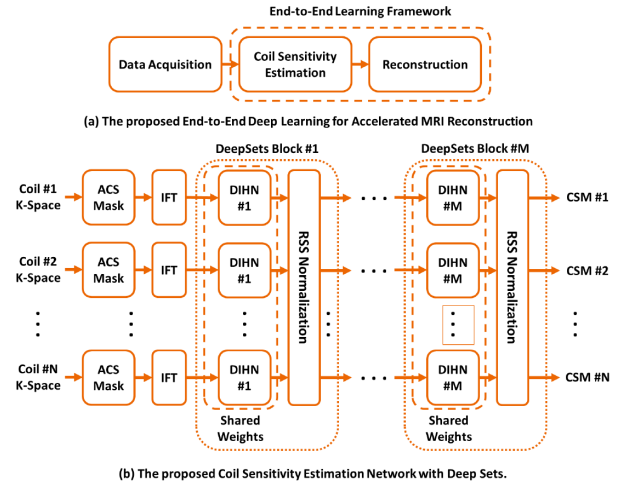 End-to-End Learning Framework
Data Acquisition
Coil Sensitivity
Estimation
Reconstruction
(a) The proposed End-to-End Deep Learning for Accelerated MRI Reconstruction
DeepSets Block #1
DeepSets Block #M
Coil #1
K-Space
ACS
Mask
IFT
DIHN
#1
RSS Normalization
DIHN
#M
RSS Normalization
CSM #1
Coil #2
K-Space
ACS
Mask
IFT
DIHN
#1
DIHN
#M
CSM #2
Coil #N
K-Space
ACS
Mask
IFT
DIHN
#1
DIHN
#M
CSM #N
Shared
Weights
Shared
Weights
(b) The proposed Coil Sensitivity Estimation Network with Deep Sets.